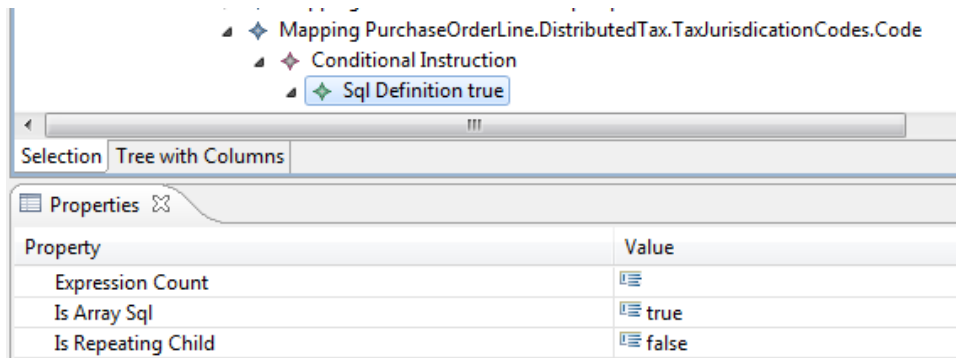 Mapping PurchaseOrderLine.DistributedTax.TaxJurisdicationCodes.Code
Conditional Instruction
Sql Definition true
Selection Tree with Columns
Properties
Property Value
Expression Count
Is Array Sql true
Is Repeating Child false